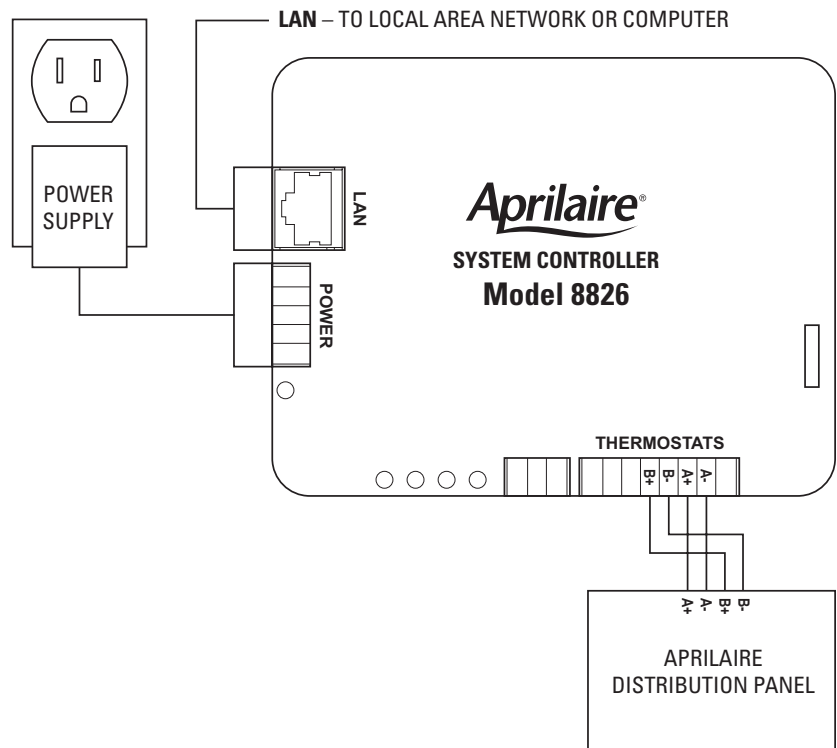 LAN – TO LOCAL AREA NETWORK OR COMPUTER
POWER
SUPPLY
LAN
POWER
Aprilaire®
SYSTEM CONTROLLER
Model 8826
THERMOSTATS
B+ B- A+ A-
A+ A- B+ B-
APRILAIRE
DISTRIBUTION PANEL